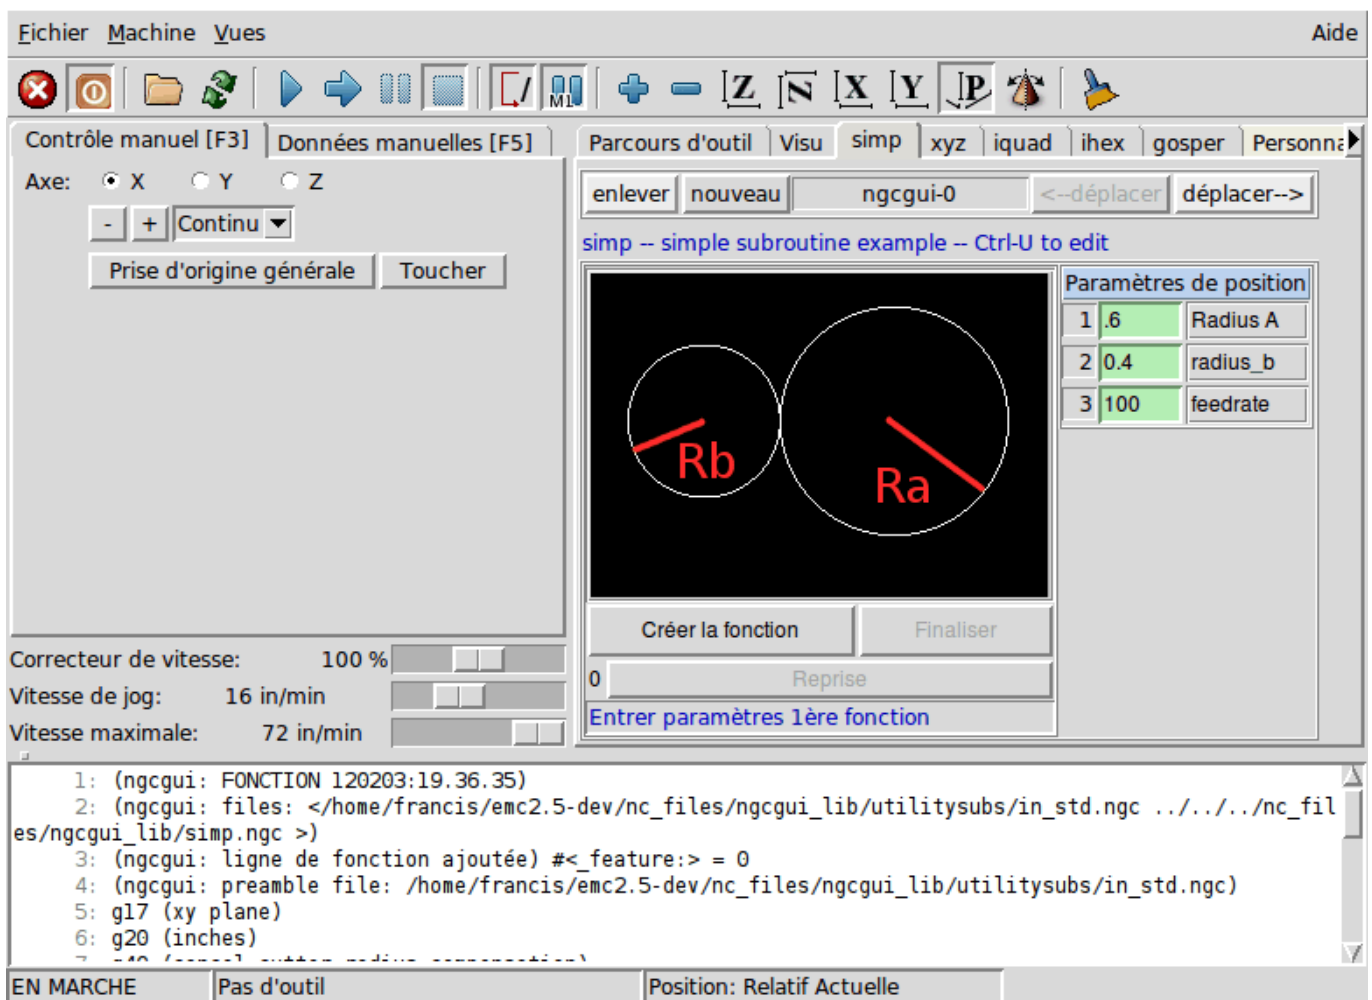 Fichier Machine Vues Aide
M1 Z N X Y P
Contrôle manuel [F3] Données manuelles [F5]
Parcours d'outil Visu simp xyz iquad ihex gosper Personna
Axe: X Y Z
- + Continu
Prise d'origine générale Toucher
enlever nouveau ngcgui-0 <--déplacer déplacer-->
simp -- simple subroutine example -- Ctrl-U to edit
Rb
Ra
Paramètres de position
1 .6 Radius A
2 0.4 radius_b
3 100 feedrate
Créer la fonction Finaliser
0 Reprise
Entrer paramètres 1ère fonction
Correcteur de vitesse: 100 %
Vitesse de jog: 16 in/min
Vitesse maximale: 72 in/min
1: (ngcgui: FONCTION 120203:19.36.35)
2: (ngcgui: files: </home/francis/emc2.5-dev/nc_files/ngcgui_lib/utilitysubs/in_std.ngc ../../../nc_fil
es/ngcgui_lib/simp.ngc >)
3: (ngcgui: ligne de fonction ajoutée) #<_feature:> = 0
4: (ngcgui: preamble file: /home/francis/emc2.5-dev/nc_files/ngcgui_lib/utilitysubs/in_std.ngc)
5: g17 (xy plane)
6: g20 (inches)
EN MARCHE Pas d'outil Position: Relatif Actuelle